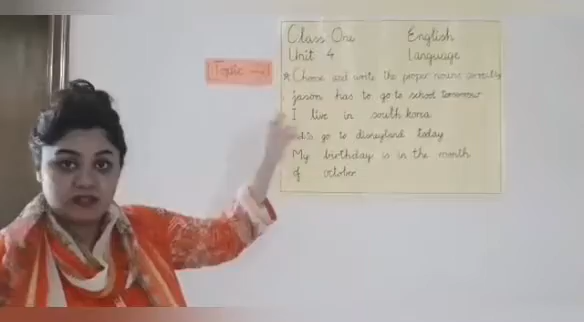 Class One English
Unit 4 Language
Topic
* Choose and write the proper nouns correctly
jason has to go to school tomorrow
I live in south korea
go to disneyland today
My birthday is in the month
of october